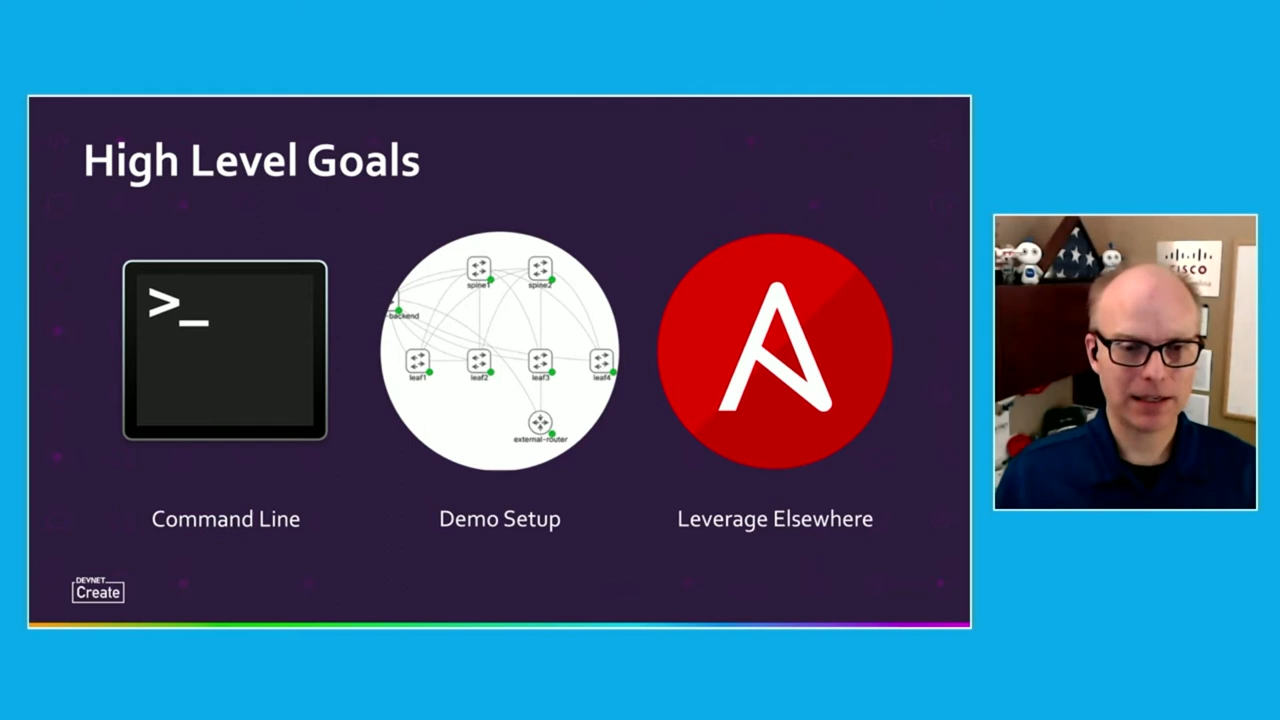 High Level Goals
>_
spine1
spine2
-backend
leaf1
leaf2
leaf3
leaf4
external-router
Command Line
Demo Setup
Leverage Elsewhere
DEVNET
Create
CISCO